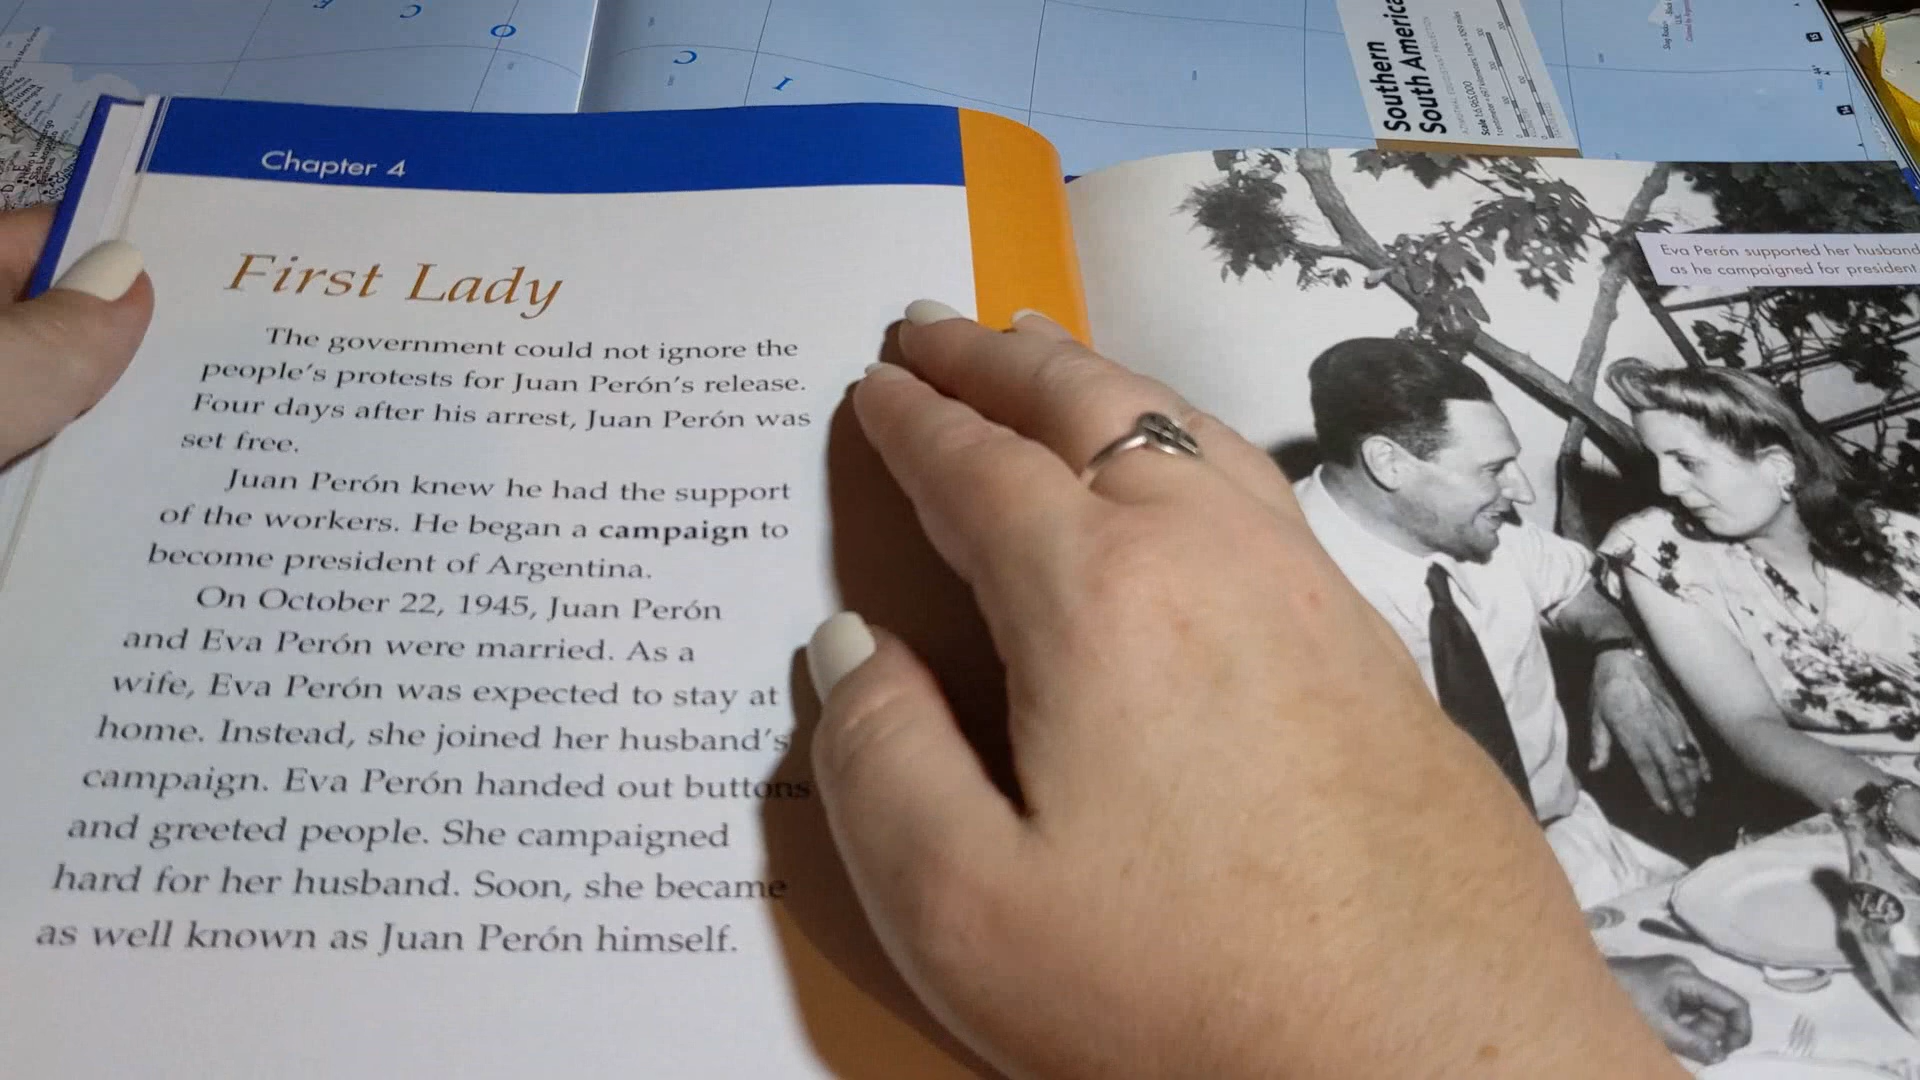 Chapter 4
First Lady
The government could not ignore the
people's protests for Juan Perón's release.
Four days after his arrest, Juan Perón was
set free.
Juan Perón knew he had the support
of the workers. He began a campaign to
become president of Argentina.
On October 22, 1945, Juan Perón
and Eva Perón were married. As a
wife, Eva Perón was expected to stay at
home. Instead, she joined her husband's
campaign. Eva Perón handed out buttons
and greeted people. She campaigned
hard for her husband. Soon, she became
as well known as Juan Perón himself.
Eva Perón supported her husband
as he campaigned for president
Southern
South America
C
O
C
I